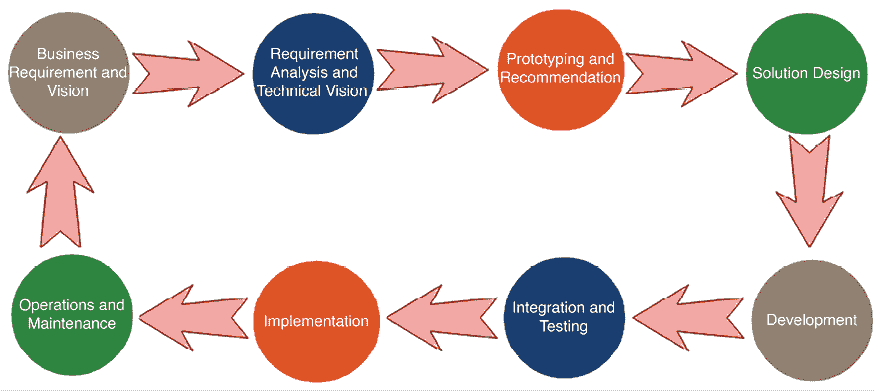 Business
Requirement and
Vision
Requirement
Analysis and
Technical Vision
Prototyping and
Recommendation
Solution Design
Development
Integration and
Testing
Implementation
Operations and
Maintenance